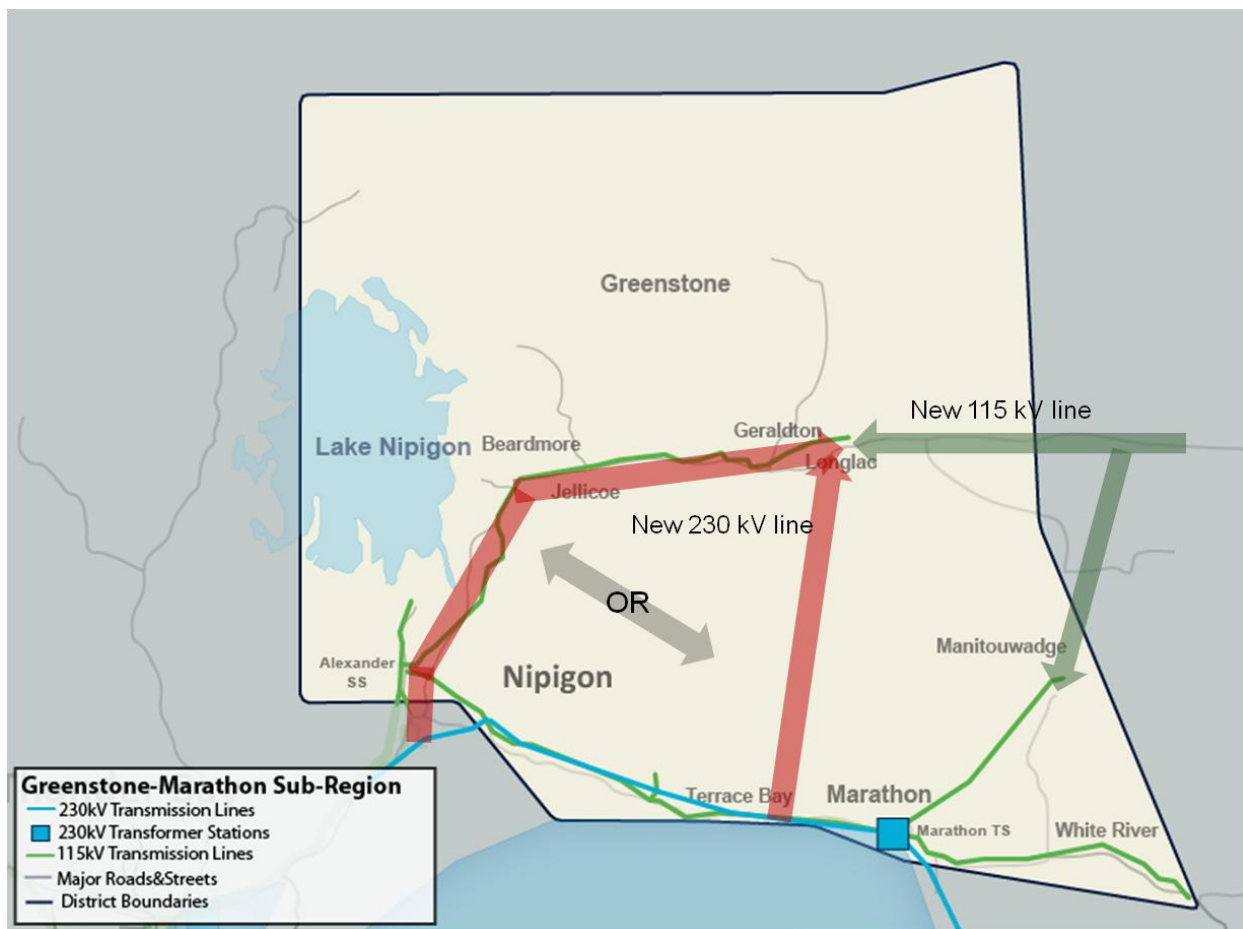 Greenstone
New 115 kV line
Geraldton
Lake Nipigon
Beardmore
Longlac
Jellicoe
New 230 kV line
OR
Manitouwadge
Alexander
SS
Nipigon
Terrace Bay
Marathon
Marathon TS
White River
Greenstone-Marathon Sub-Region
230kV Transmission Lines
230kV Transformer Stations
115kV Transmission Lines
Major Roads&Streets
District Boundaries